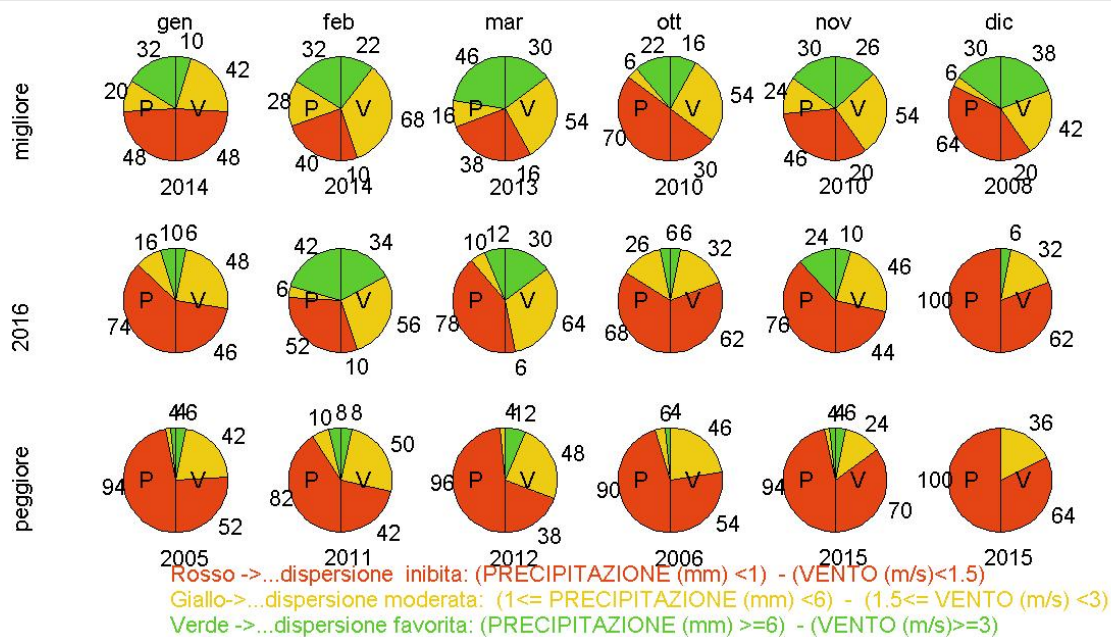 gen feb mar ott nov dic
migliore
32 10 32 22 46 30 22 16 30 26 30 38
20 42 28 68 16 54 6 54 24 54 6 42
P V P V P V P V P V P V
48 48 40 10 38 16 70 30 46 20 64 20
2014 2014 2013 2010 2010 2008
2016
16 10 6 42 34 10 12 30 26 6 6 32 24 10 6
48 6 56 64 46 32
P V P V P V P V P V P V
74 46 52 10 78 6 68 62 76 44 100 62
peggiore
4 4 6 10 8 8 4 12 6 4 4 4 6 36
42 50 48 46 24
P V P V P V P V P V P V
94 52 82 42 96 38 90 54 94 70 100 64
2005 2011 2012 2006 2015 2015
Rosso ->...dispersione inibita: (PRECIPITAZIONE (mm) <1) - (VENTO (m/s)<1.5)
Giallo->...dispersione moderata: (1<= PRECIPITAZIONE (mm) <6) - (1.5<= VENTO (m/s) <3)
Verde ->...dispersione favorita: (PRECIPITAZIONE (mm) >=6) - (VENTO (m/s)>=3)